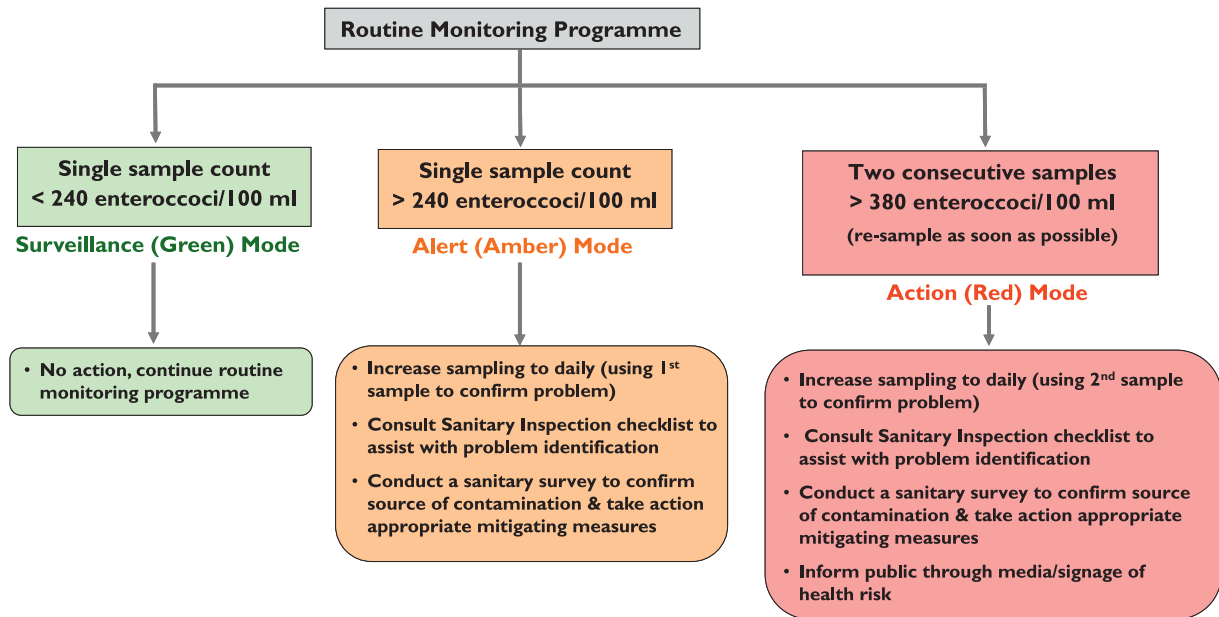 Routine Monitoring Programme
Single sample count
< 240 enteroccoci/100 ml
Surveillance (Green) Mode
• No action, continue routine
monitoring programme
Single sample count
> 240 enteroccoci/100 ml
Alert (Amber) Mode
• Increase sampling to daily (using 1st
sample to confirm problem)
• Consult Sanitary Inspection checklist to
assist with problem identification
• Conduct a sanitary survey to confirm
source of contamination & take action
appropriate mitigating measures
Two consecutive samples
> 380 enteroccoci/100 ml
(re-sample as soon as possible)
Action (Red) Mode
• Increase sampling to daily (using 2nd sample
to confirm problem)
• Consult Sanitary Inspection checklist to
assist with problem identification
• Conduct a sanitary survey to confirm source
of contamination & take action appropriate
mitigating measures
• Inform public through media/signage of
health risk